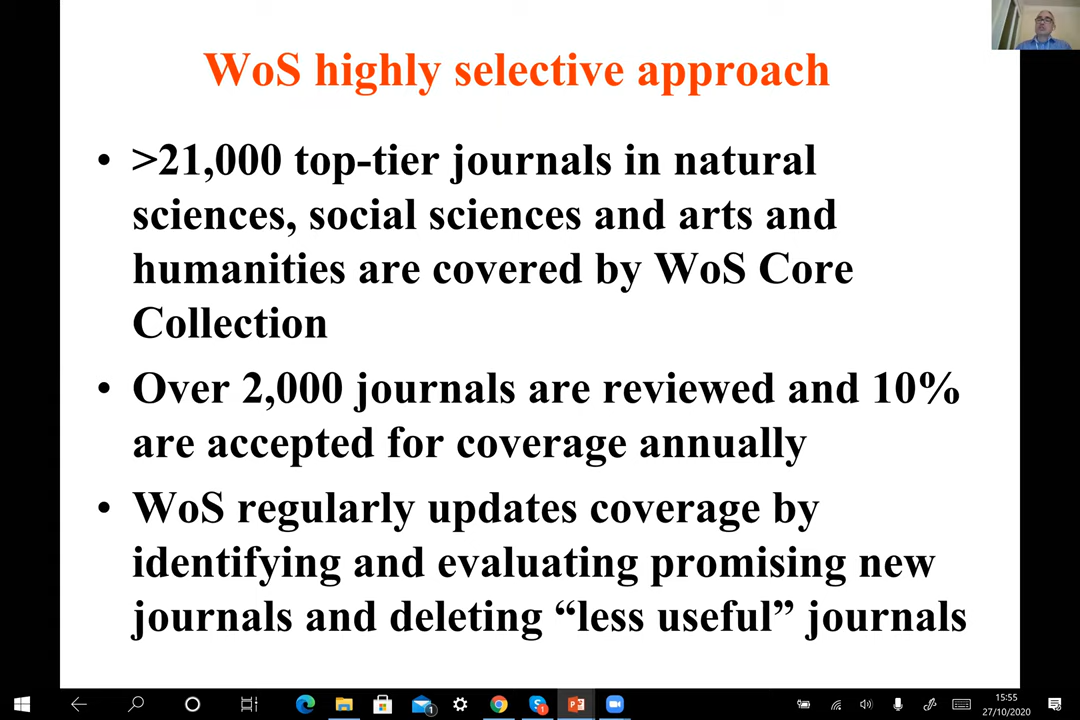 WoS highly selective approach
• >21,000 top-tier journals in natural
sciences, social sciences and arts and
humanities are covered by WoS Core
Collection
• Over 2,000 journals are reviewed and 10%
are accepted for coverage annually
• WoS regularly updates coverage by
identifying and evaluating promising new
journals and deleting “less useful” journals
15:55
27/10/2020